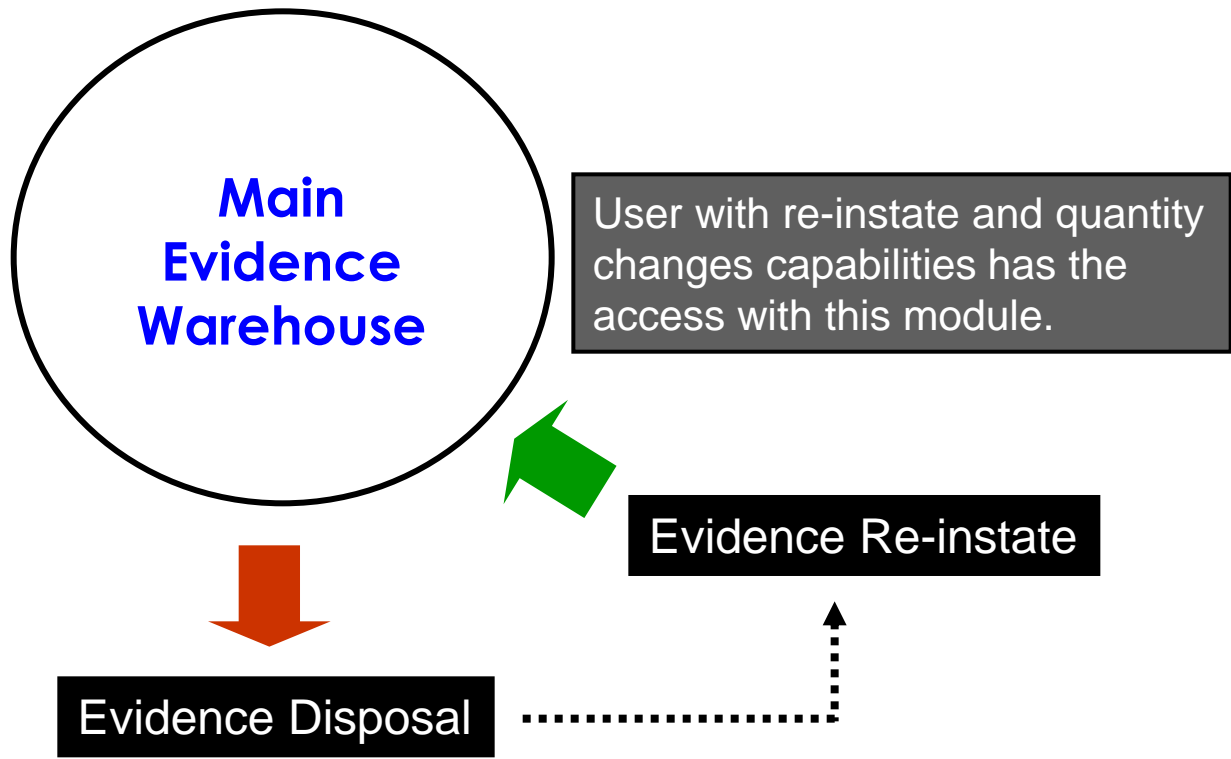 Main
Evidence
Warehouse
User with re-instate and quantity
changes capabilities has the
access with this module.
Evidence Re-instate
Evidence Disposal